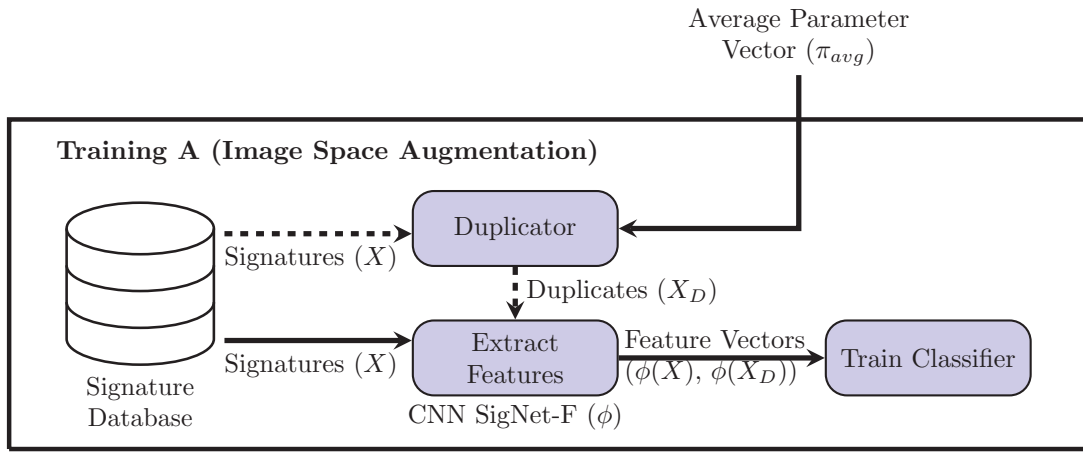 Average Parameter
Vector (π_avg)
Training A (Image Space Augmentation)
Duplicator
Signatures (X)
Duplicates (X_D)
Extract
Features
Feature Vectors
(ϕ(X), ϕ(X_D))
Train Classifier
Signatures (X)
Signature
Database
CNN SigNet-F (ϕ)